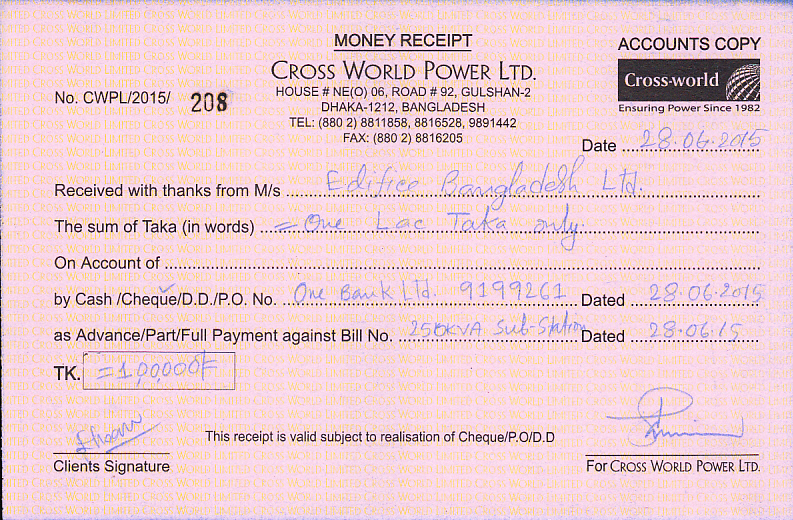 MONEY RECEIPT
ACCOUNTS COPY
CROSS WORLD POWER LTD.
HOUSE # NE(O) 06, ROAD # 92, GULSHAN-2
DHAKA-1212, BANGLADESH
TEL: (880 2) 8811858, 8816528, 9891442
FAX: (880 2) 8816205
Cross-world
Ensuring Power Since 1982
No. CWPL/2015/ 208
Date 28.06.2015
Received with thanks from M/s Edifice Bangladesh Ltd.
The sum of Taka (in words) = One Lac Taka only.
On Account of
by Cash /Cheque/D.D./P.O. No. One Bank Ltd. 9199261 Dated 28.06.2015
as Advance/Part/Full Payment against Bill No. 250KVA Sub-Station Dated 28.06.15
TK. =1,00,000/=
This receipt is valid subject to realisation of Cheque/P.O/D.D
Clients Signature
For CROSS WORLD POWER LTD.